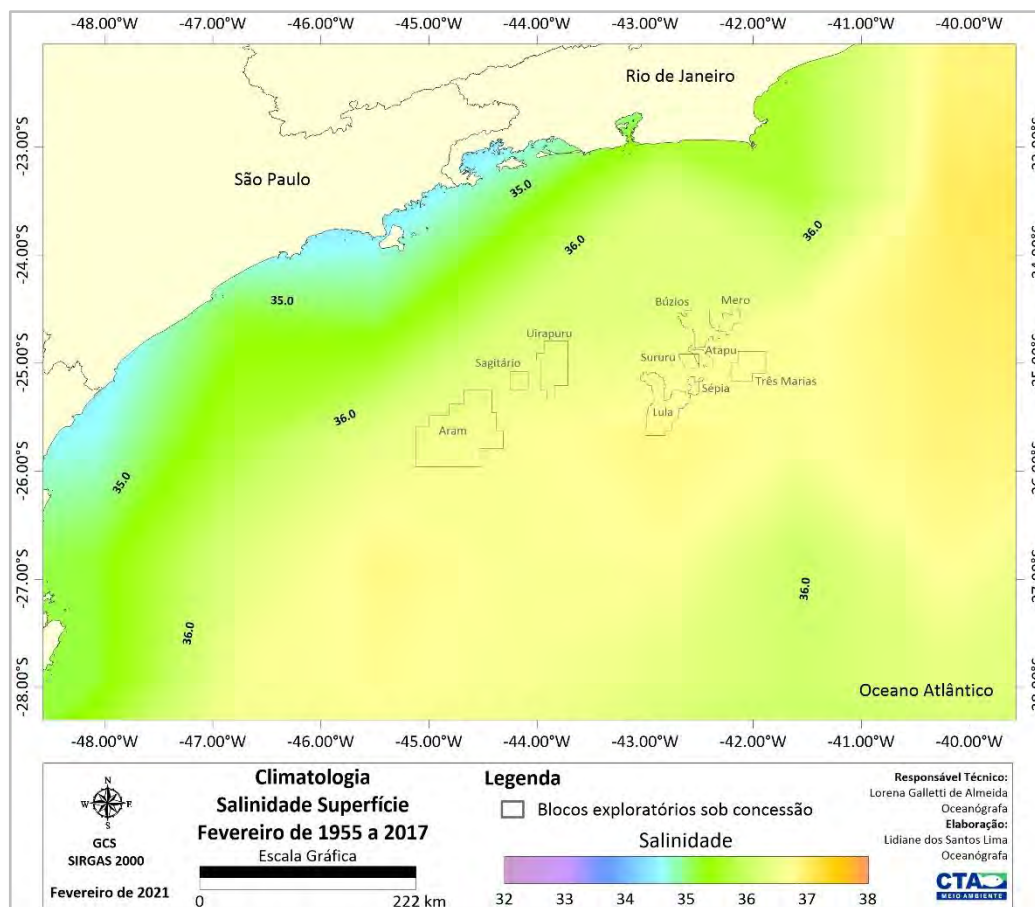 -48.00°W -47.00°W -46.00°W -45.00°W -44.00°W -43.00°W -42.00°W -41.00°W -40.00°W
Rio de Janeiro
-23.00°S
São Paulo
35.0
36.0
36.0
-24.00°S
35.0
Búzios
Mero
Uirapuru
Atapu
-25.00°S
Sururu
Sagitário
Três Marias
Sépia
Lula
36.0
Aram
-26.00°S
35.0
-27.00°S
36.0
36.0
-28.00°S
Oceano Atlântico
-48.00°W -47.00°W -46.00°W -45.00°W -44.00°W -43.00°W -42.00°W -41.00°W -40.00°W
N
W E
S
GCS
SIRGAS 2000
Fevereiro de 2021
Climatologia
Salinidade Superfície
Fevereiro de 1955 a 2017
Escala Gráfica
0 222 km
Legenda
Blocos exploratórios sob concessão
Salinidade
32 33 34 35 36 37 38
Responsável Técnico:
Lorena Galletti de Almeida
Oceanógrafa
Elaboração:
Lidiane dos Santos Lima
Oceanógrafa
CTA
MEIO AMBIENTE